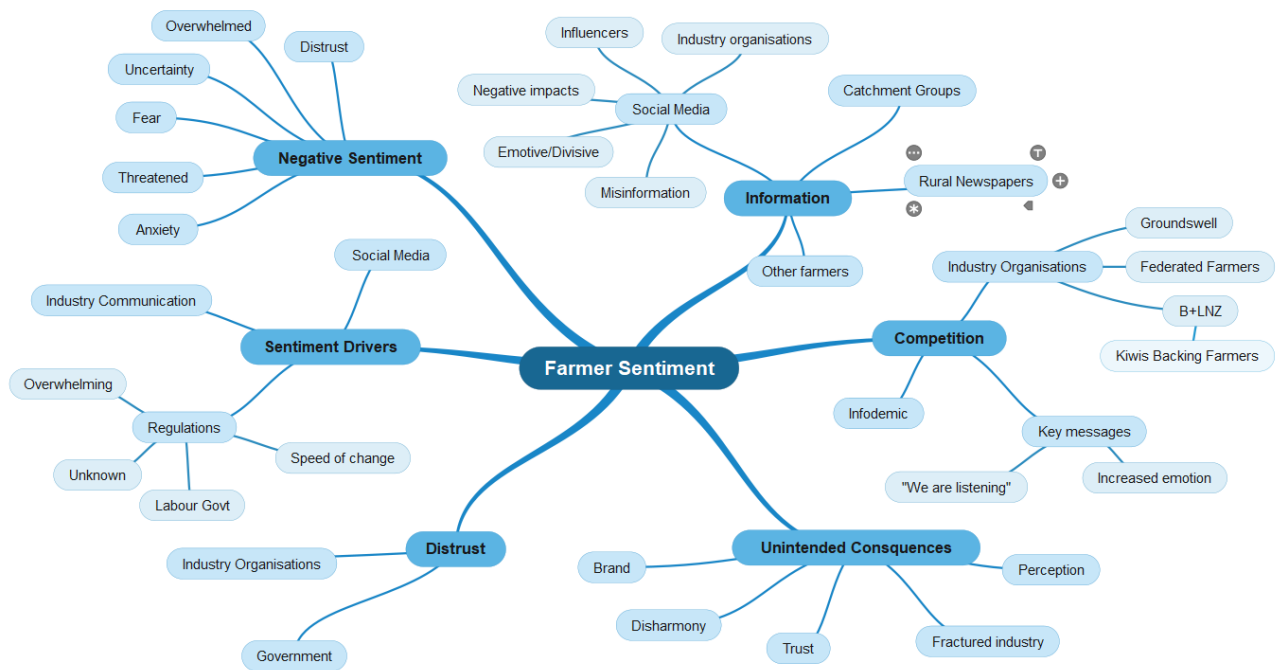 Farmer Sentiment
Negative Sentiment
Overwhelmed
Distrust
Uncertainty
Fear
Threatened
Anxiety
Information
Social Media
Influencers
Industry organisations
Negative impacts
Emotive/Divisive
Misinformation
Catchment Groups
Rural Newspapers
Other farmers
Sentiment Drivers
Social Media
Industry Communication
Regulations
Overwhelming
Unknown
Labour Govt
Speed of change
Competition
Industry Organisations
Groundswell
Federated Farmers
B+LNZ
Kiwis Backing Farmers
Infodemic
Key messages
"We are listening"
Increased emotion
Distrust
Industry Organisations
Government
Unintended Consquences
Brand
Disharmony
Trust
Fractured industry
Perception